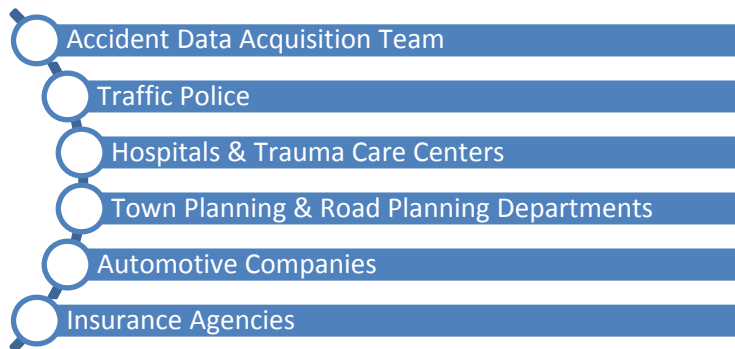 Accident Data Acquisition Team
Traffic Police
Hospitals & Trauma Care Centers
Town Planning & Road Planning Departments
Automotive Companies
Insurance Agencies